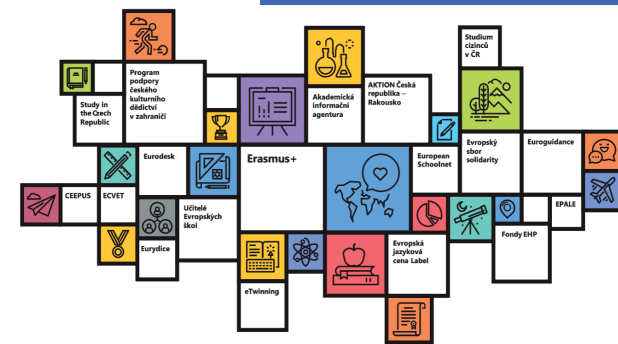 Studium
cizinců
v ČR
Program
podpory
českého
kulturního
dědictví
v zahraničí
Study in
the Czech
Republic
Akademická
informační
agentura
AKTION Česká
republika –
Rakousko
Eurodesk
Erasmus+
European
Schoolnet
Evropský
sbor
solidarity
Euroguidance
CEEPUS
ECVET
Učitelé
Evropských
škol
EPALE
Eurydice
Evropská
jazyková
cena Label
Fondy EHP
eTwinning